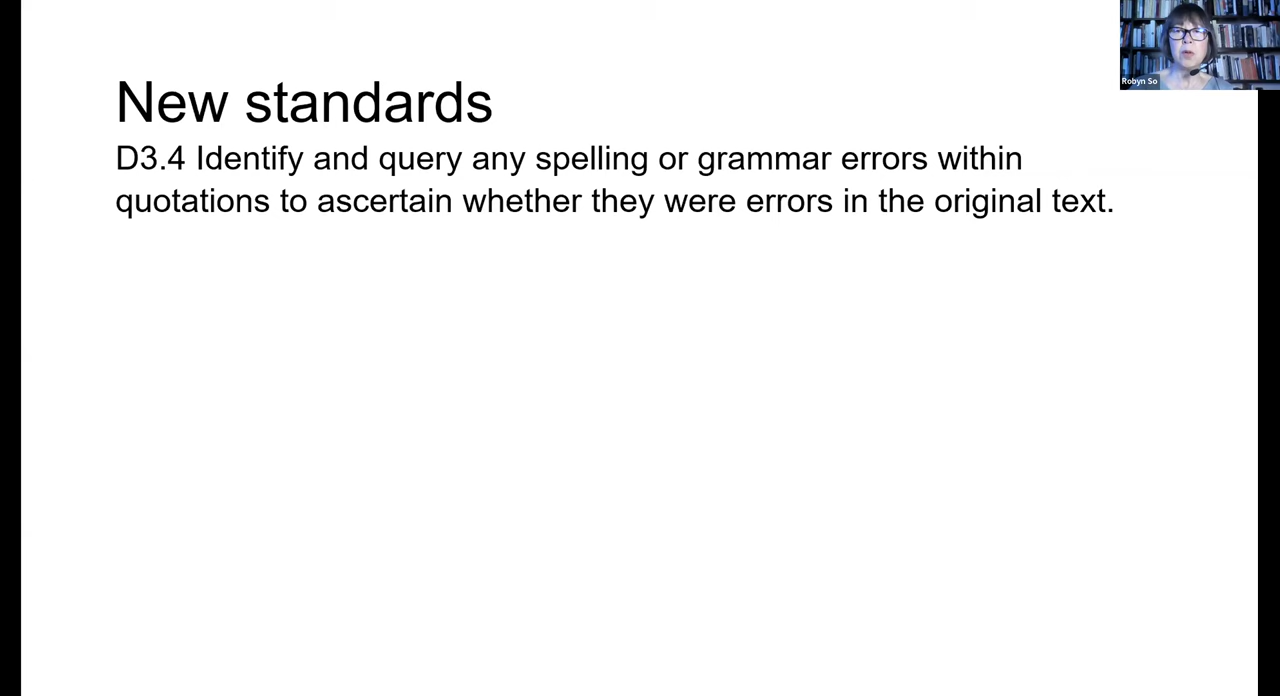 New standards
D3.4 Identify and query any spelling or grammar errors within
quotations to ascertain whether they were errors in the original text.
Robyn So